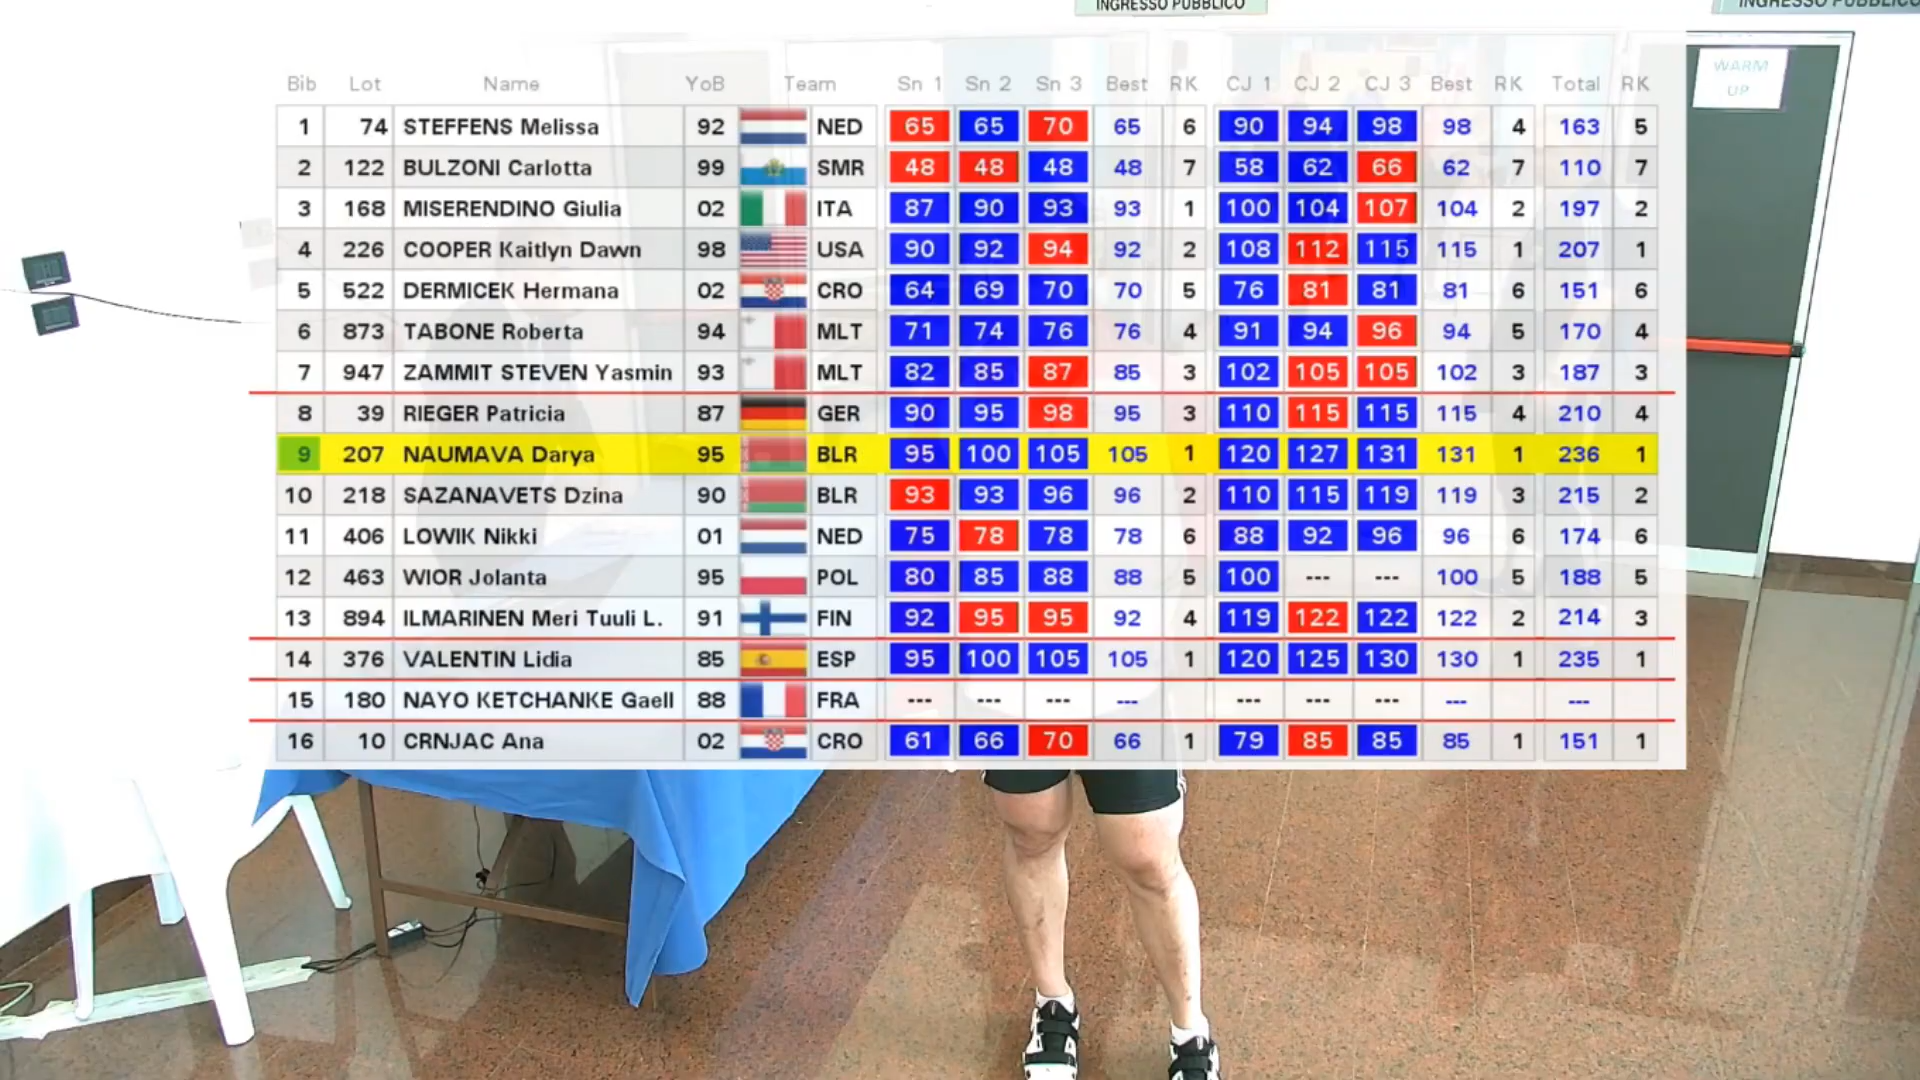 INGRESSO PUBBLICO
INGRESSO PUBBLICO
WARM
UP
Bib Lot Name YoB Team Sn 1 Sn 2 Sn 3 Best RK CJ 1 CJ 2 CJ 3 Best RK Total RK
1 74 STEFFENS Melissa 92 NED 65 65 70 65 6 90 94 98 98 4 163 5
2 122 BULZONI Carlotta 99 SMR 48 48 48 48 7 58 62 66 62 7 110 7
3 168 MISERENDINO Giulia 02 ITA 87 90 93 93 1 100 104 107 104 2 197 2
4 226 COOPER Kaitlyn Dawn 98 USA 90 92 94 92 2 108 112 115 115 1 207 1
5 522 DERMICEK Hermana 02 CRO 64 69 70 70 5 76 81 81 81 6 151 6
6 873 TABONE Roberta 94 MLT 71 74 76 76 4 91 94 96 94 5 170 4
7 947 ZAMMIT STEVEN Yasmin 93 MLT 82 85 87 85 3 102 105 105 102 3 187 3
8 39 RIEGER Patricia 87 GER 90 95 98 95 3 110 115 115 115 4 210 4
9 207 NAUMAVA Darya 95 BLR 95 100 105 105 1 120 127 131 131 1 236 1
10 218 SAZANAVETS Dzina 90 BLR 93 93 96 96 2 110 115 119 119 3 215 2
11 406 LOWIK Nikki 01 NED 75 78 78 78 6 88 92 96 96 6 174 6
12 463 WIOR Jolanta 95 POL 80 85 88 88 5 100 --- --- 100 5 188 5
13 894 ILMARINEN Meri Tuuli L. 91 FIN 92 95 95 92 4 119 122 122 122 2 214 3
14 376 VALENTIN Lidia 85 ESP 95 100 105 105 1 120 125 130 130 1 235 1
15 180 NAYO KETCHANKE Gaell 88 FRA --- --- --- --- --- --- --- --- ---
16 10 CRNJAC Ana 02 CRO 61 66 70 66 1 79 85 85 85 1 151 1